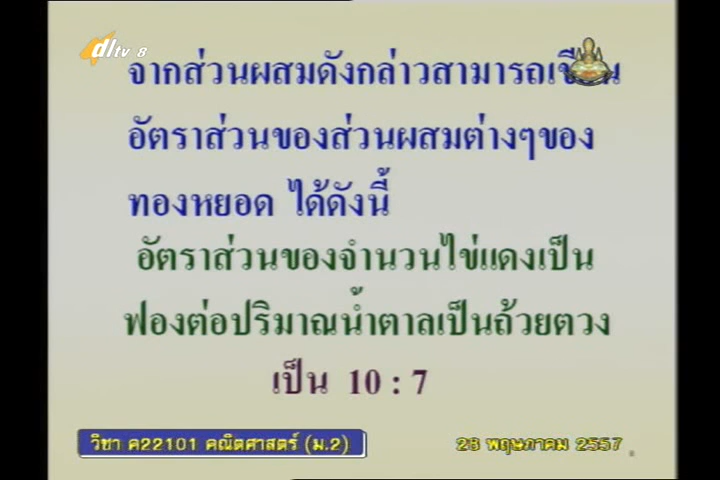 dltv 8
จากส่วนผสมดังกล่าวสามารถเขียน
อัตราส่วนของส่วนผสมต่างๆของ
ทองหยอด ได้ดังนี้
อัตราส่วนของจำนวนไข่แดงเป็น
ฟองต่อปริมาณน้ำตาลเป็นถ้วยตวง
เป็น 10 : 7
วิชา ค22101 คณิตศาสตร์ (ม.2)
23 พฤษภาคม 2557